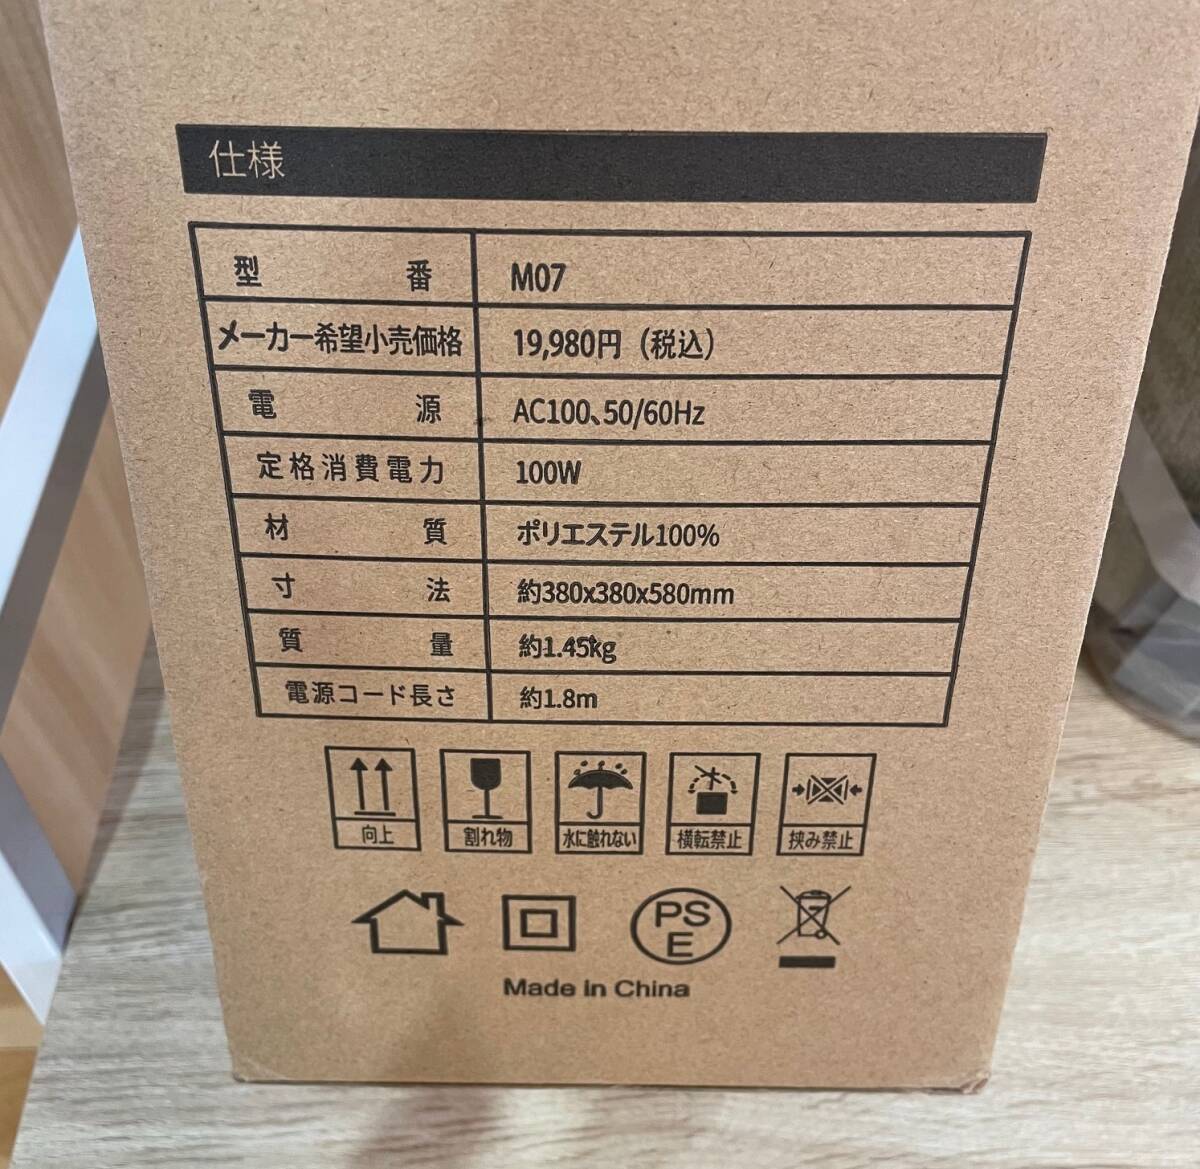 仕様
型番 M07
メーカー希望小売価格 19,980円（税込）
電源 AC100、50/60Hz
定格消費電力 100W
材質 ポリエステル100%
寸法 約380x380x580mm
質量 約1.45kg
電源コード長さ 約1.8m
向上 割れ物 水に触れない 横転禁止 挟み禁止
PS
E
Made in China